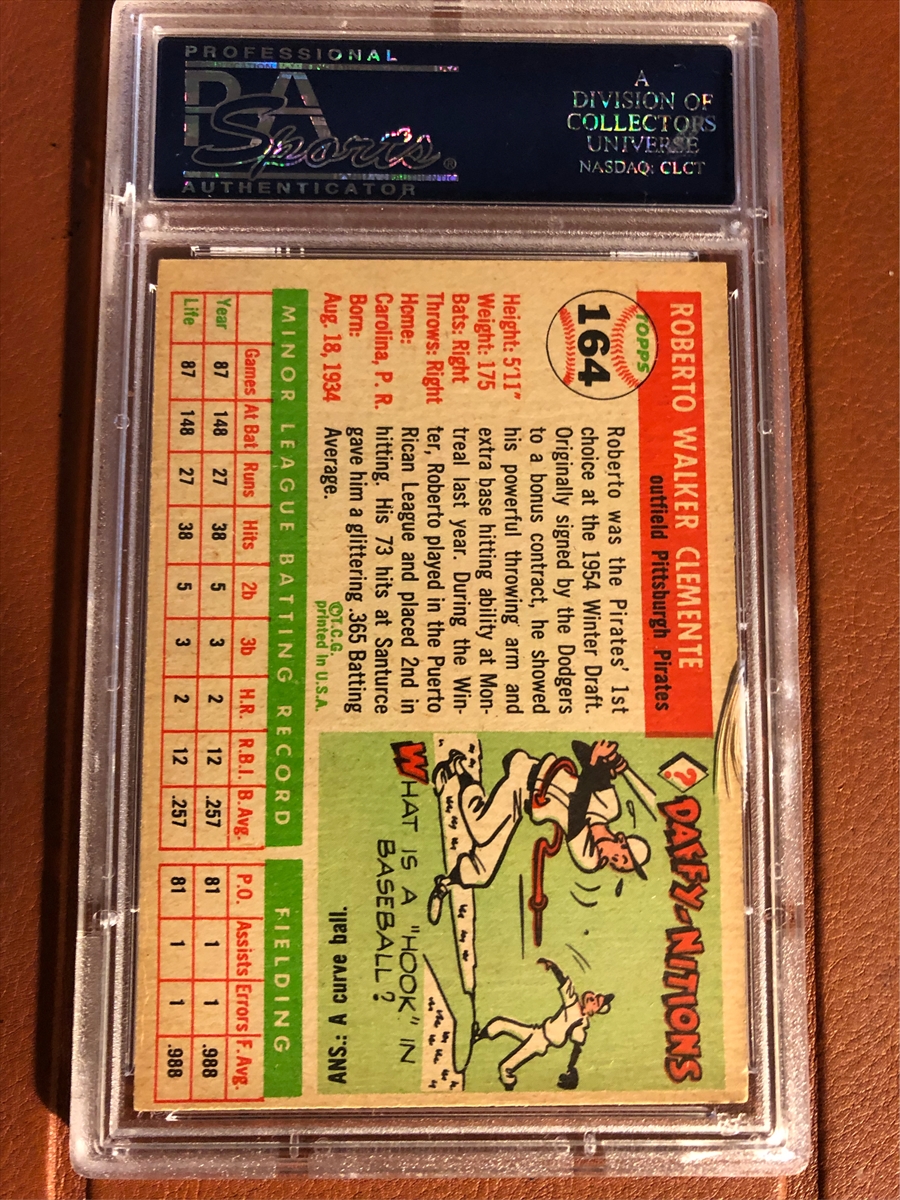 PROFESSIONAL
PSA
Sports®
AUTHENTICATOR
A
DIVISION OF
COLLECTORS
UNIVERSE
NASDAQ: CLCT
ROBERTO WALKER CLEMENTE
outfield Pittsburgh Pirates
TOPPS
164
Height: 5'11"
Weight: 175
Bats: Right
Throws: Right
Home:
Carolina, P. R.
Born:
Aug. 18, 1934
Roberto was the Pirates' 1st
choice at the 1954 Winter Draft.
Originally signed by the Dodgers
to a bonus contract, he showed
his powerful throwing arm and
extra base hitting ability at Mon-
treal last year. During the Win-
ter, Roberto played in the Puerto
Rican League and placed 2nd in
hitting. His 73 hits at Santurce
gave him a glittering .365 Batting
Average.
©T.C.G.
printed in U.S.A.
? DAFFY-NITIONS
WHAT IS A "HOOK" IN
BASEBALL?
ANS.: A curve ball.
MINOR LEAGUE BATTING RECORD FIELDING
Games At Bat Runs Hits 2b 3b H.R. R.B.I. B.Avg. P.O. Assists Errors F.Avg.
Year 87 148 27 38 5 3 2 12 .257 81 1 1 .988
Life 87 148 27 38 5 3 2 12 .257 81 1 1 .988